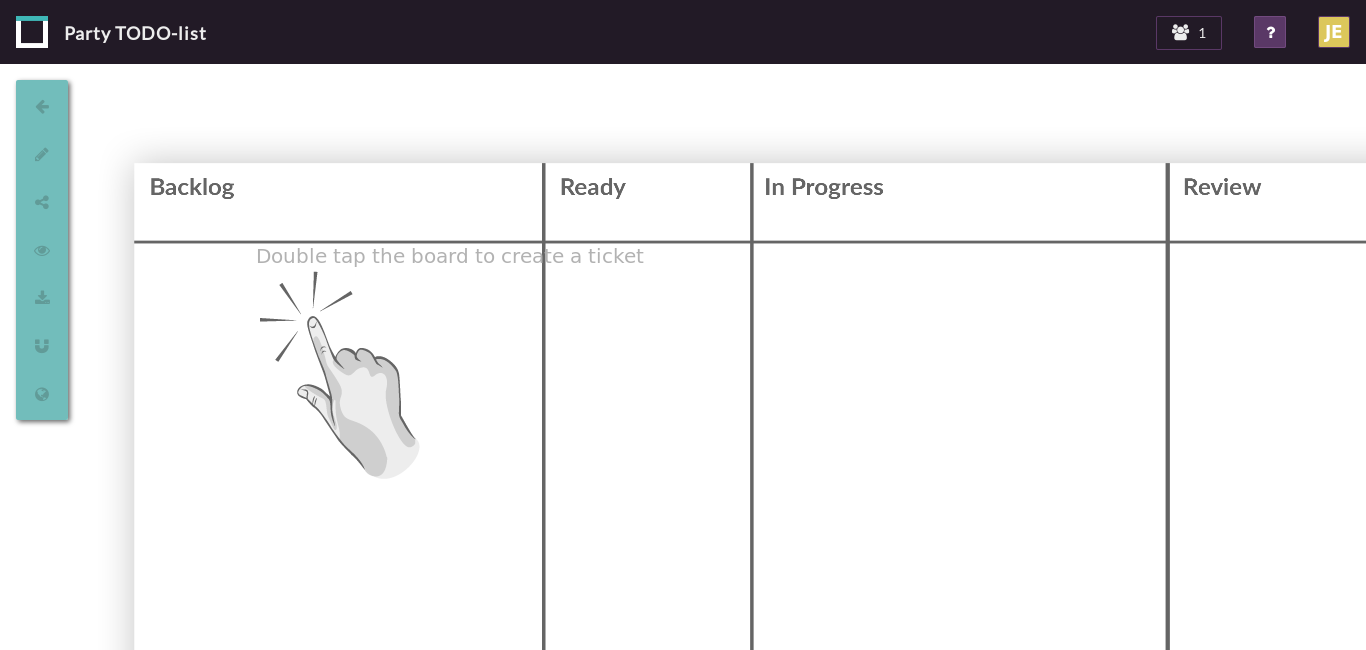 Party TODO-list
1
?
JE
Backlog
Ready
In Progress
Review
Double tap the board to create a ticket